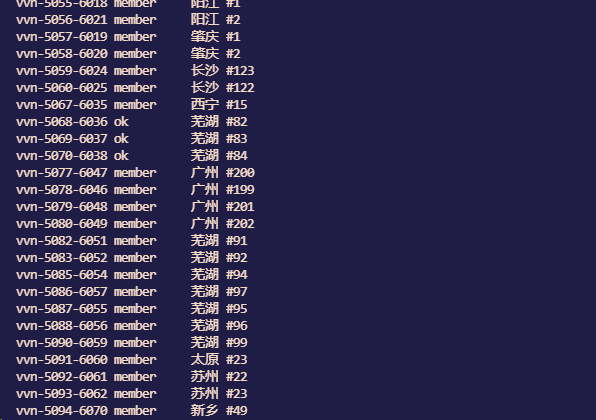 vvn-5055-6018 member 阳江 #1
vvn-5056-6021 member 阳江 #2
vvn-5057-6019 member 肇庆 #1
vvn-5058-6020 member 肇庆 #2
vvn-5059-6024 member 长沙 #123
vvn-5060-6025 member 长沙 #122
vvn-5067-6035 member 西宁 #15
vvn-5068-6036 ok 芜湖 #82
vvn-5069-6037 ok 芜湖 #83
vvn-5070-6038 ok 芜湖 #84
vvn-5077-6047 member 广州 #200
vvn-5078-6046 member 广州 #199
vvn-5079-6048 member 广州 #201
vvn-5080-6049 member 广州 #202
vvn-5082-6051 member 芜湖 #91
vvn-5083-6052 member 芜湖 #92
vvn-5085-6054 member 芜湖 #94
vvn-5086-6057 member 芜湖 #97
vvn-5087-6055 member 芜湖 #95
vvn-5088-6056 member 芜湖 #96
vvn-5090-6059 member 芜湖 #99
vvn-5091-6060 member 太原 #23
vvn-5092-6061 member 苏州 #22
vvn-5093-6062 member 苏州 #23
vvn-5094-6070 member 新乡 #49